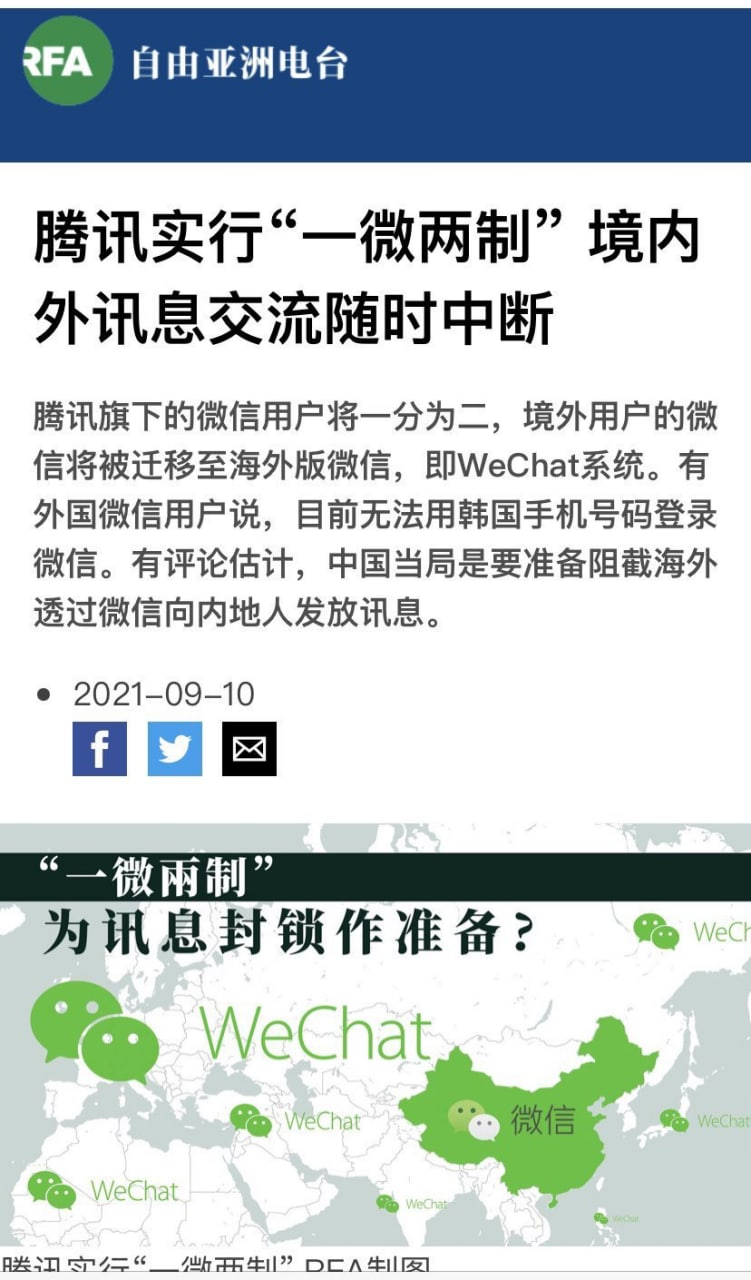 RFA 自由亚洲电台
腾讯实行“一微两制” 境内
外讯息交流随时中断
腾讯旗下的微信用户将一分为二，境外用户的微
信将被迁移至海外版微信，即WeChat系统。有
外国微信用户说，目前无法用韩国手机号码登录
微信。有评论估计，中国当局是要准备阻截海外
透过微信向内地人发放讯息。
2021-09-10
“一微兩制”
为讯息封锁作准备？
WeCh
WeChat
WeChat
微信
WeChat
WeChat
WeChat
WeChat
腾讯实行“一微两制” RFA制图